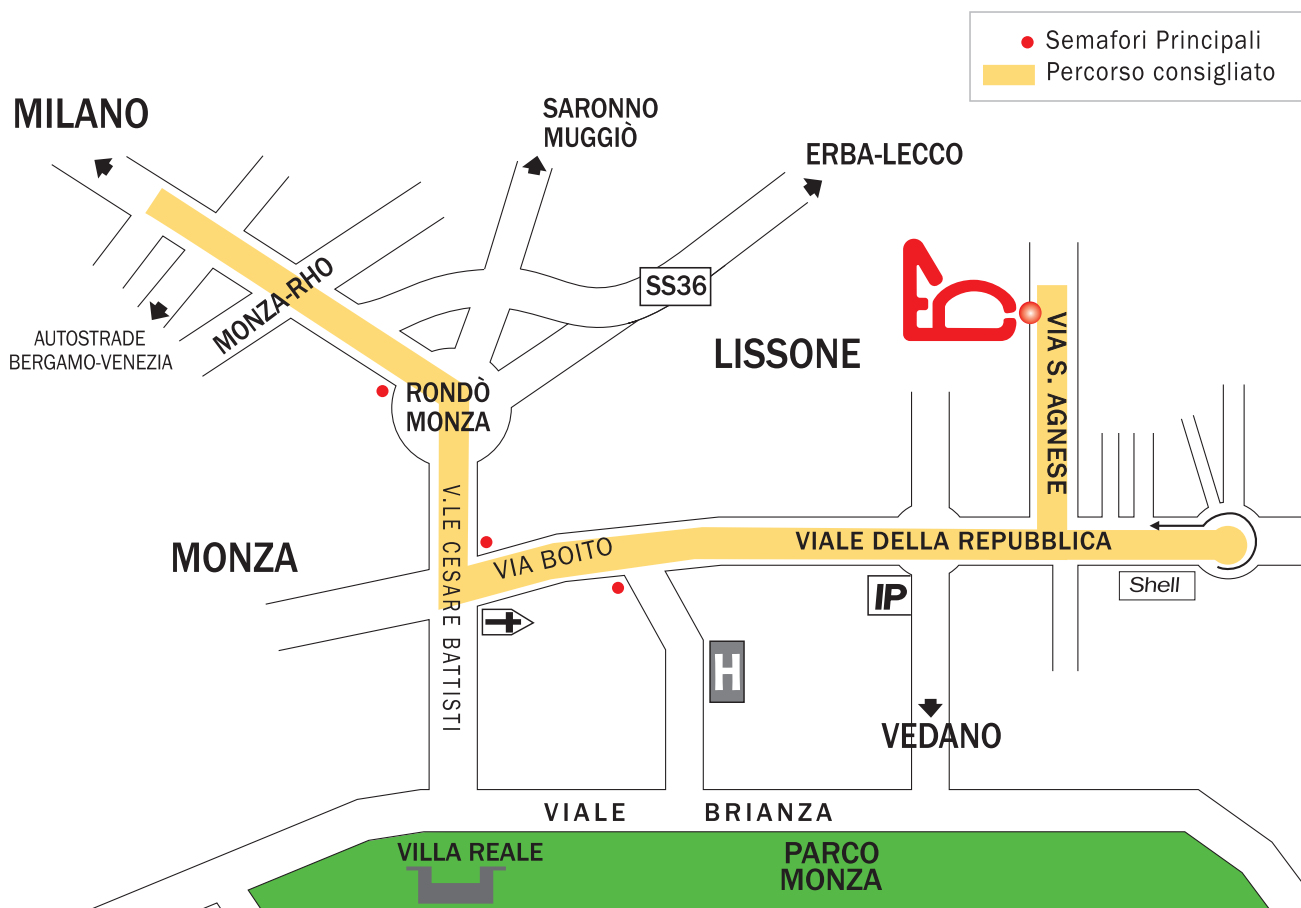 Semafori Principali
Percorso consigliato
MILANO
SARONNO
MUGGIÒ
ERBA-LECCO
MONZA-RHO
SS36
AUTOSTRADE
BERGAMO-VENEZIA
LISSONE
VIA S. AGNESE
RONDÒ
MONZA
V.LE CESARE BATTISTI
MONZA
VIA BOITO
VIALE DELLA REPUBBLICA
Shell
IP
H
VEDANO
VIALE BRIANZA
VILLA REALE
PARCO
MONZA